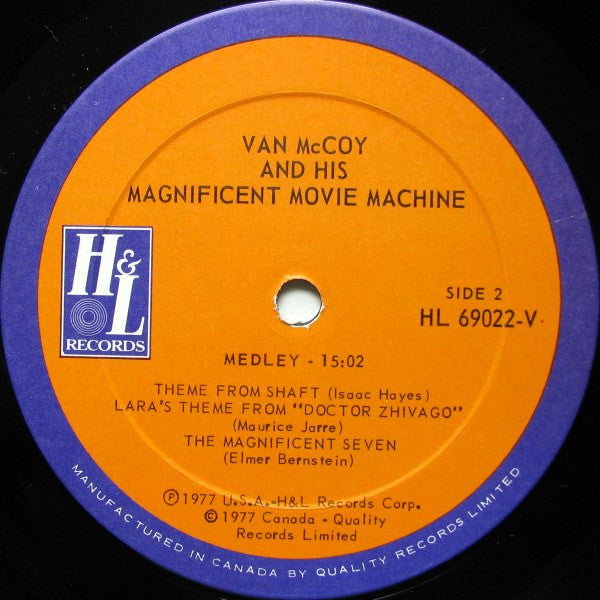 VAN McCOY
AND HIS
MAGNIFICENT MOVIE MACHINE
H&L
RECORDS
SIDE 2
HL 69022-V
MEDLEY - 15:02
THEME FROM SHAFT (Isaac Hayes)
LARA'S THEME FROM "DOCTOR ZHIVAGO"
(Maurice Jarre)
THE MAGNIFICENT SEVEN
(Elmer Bernstein)
Ⓟ 1977 U.S.A.-H&L Records Corp.
© 1977 Canada - Quality
Records Limited
MANUFACTURED IN CANADA BY QUALITY RECORDS LIMITED